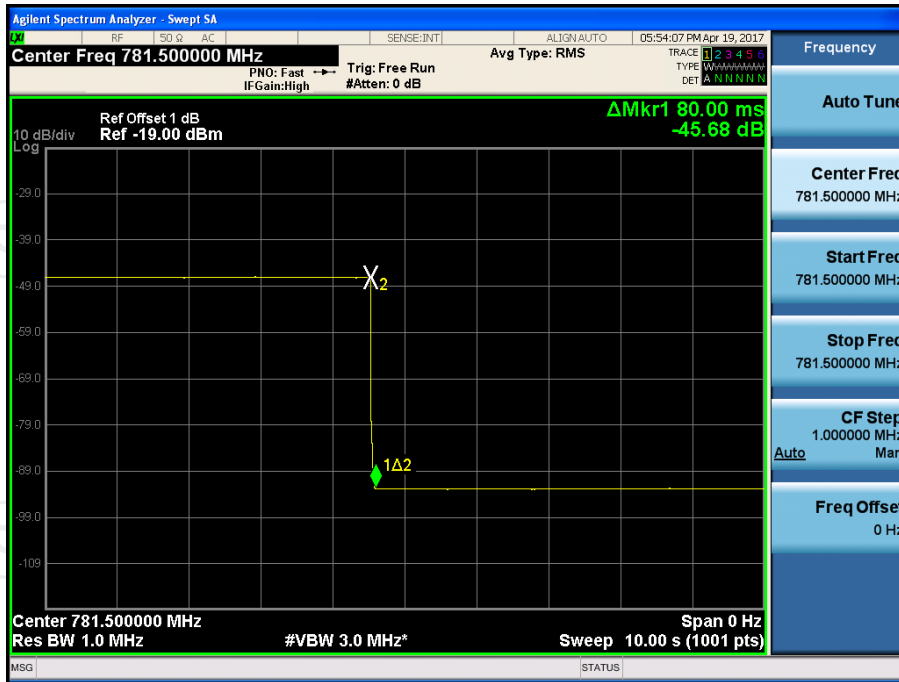 Agilent Spectrum Analyzer - Swept SA
LXI RF 50 Ω AC SENSE:INT ALIGNAUTO 05:54:07 PM Apr 19, 2017
Center Freq 781.500000 MHz
PNO: Fast
IFGain:High
Trig: Free Run
#Atten: 0 dB
Avg Type: RMS
TRACE 1 2 3 4 5 6
TYPE WWWWWW
DET A N N N N N
ΔMkr1 80.00 ms
-45.68 dB
Ref Offset 1 dB
10 dB/div Ref -19.00 dBm
Log
-29.0
-39.0
-49.0
-59.0
-69.0
-79.0
-89.0
-99.0
-109
2
1Δ2
Center 781.500000 MHz Span 0 Hz
Res BW 1.0 MHz #VBW 3.0 MHz* Sweep 10.00 s (1001 pts)
MSG STATUS
Frequency
Auto Tune
Center Freq
781.500000 MHz
Start Freq
781.500000 MHz
Stop Freq
781.500000 MHz
CF Step
1.000000 MHz
Auto Man
Freq Offset
0 Hz